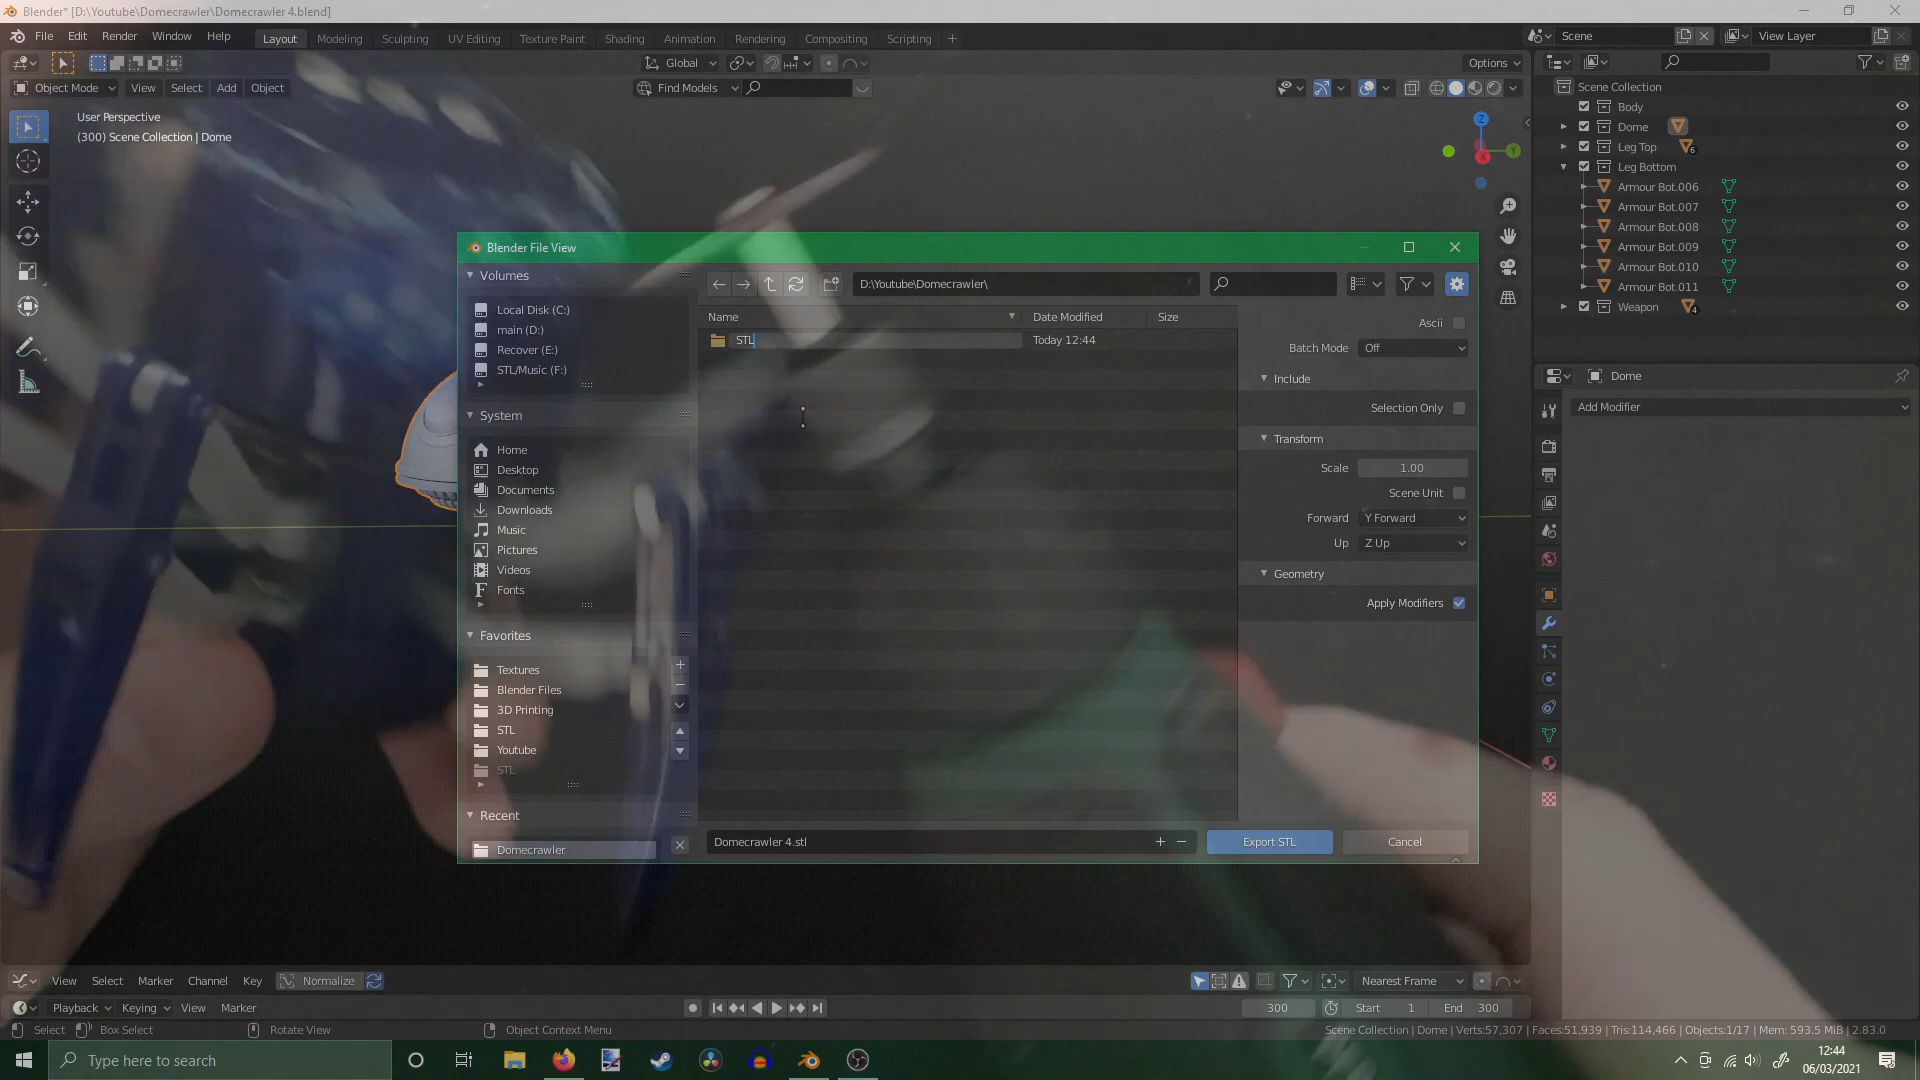 Blender* [D:\Youtube\Domecrawler\Domecrawler 4.blend]
File Edit Render Window Help
Layout Modeling Sculpting UV Editing Texture Paint Shading Animation Rendering Compositing Scripting
Scene
View Layer
Global
Options
Object Mode View Select Add Object
Find Models
User Perspective
(300) Scene Collection | Dome
Z
Y
X
Scene Collection
Body
Dome
Leg Top 6
Leg Bottom
Armour Bot.006
Armour Bot.007
Armour Bot.008
Armour Bot.009
Armour Bot.010
Armour Bot.011
Weapon 4
Dome
Add Modifier
Blender File View
Volumes
Local Disk (C:)
main (D:)
Recover (E:)
STL/Music (F:)
System
Home
Desktop
Documents
Downloads
Music
Pictures
Videos
Fonts
Favorites
Textures
Blender Files
3D Printing
STL
Youtube
STL
Recent
Domecrawler
D:\Youtube\Domecrawler\
Name Date Modified Size
STL Today 12:44
Ascii
Batch Mode Off
Include
Selection Only
Transform
Scale 1.00
Scene Unit
Forward Y Forward
Up Z Up
Geometry
Apply Modifiers
Domecrawler 4.stl
Export STL
Cancel
View Select Marker Channel Key Normalize
Nearest Frame
Playback Keying View Marker
300 Start 1 End 300
Select Box Select Rotate View Object Context Menu
Scene Collection | Dome | Verts:57,307 | Faces:51,939 | Tris:114,466 | Objects:1/17 | Mem: 593.5 MiB | 2.83.0
Type here to search
12:44
06/03/2021